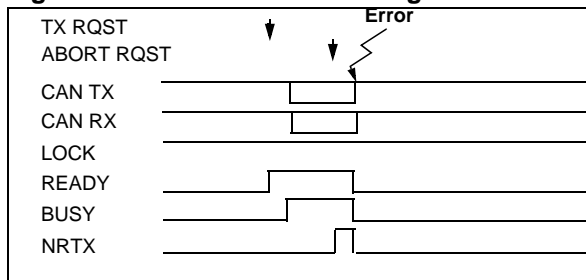 TX RQST
Error
ABORT RQST
CAN TX
CAN RX
LOCK
READY
BUSY
NRTX